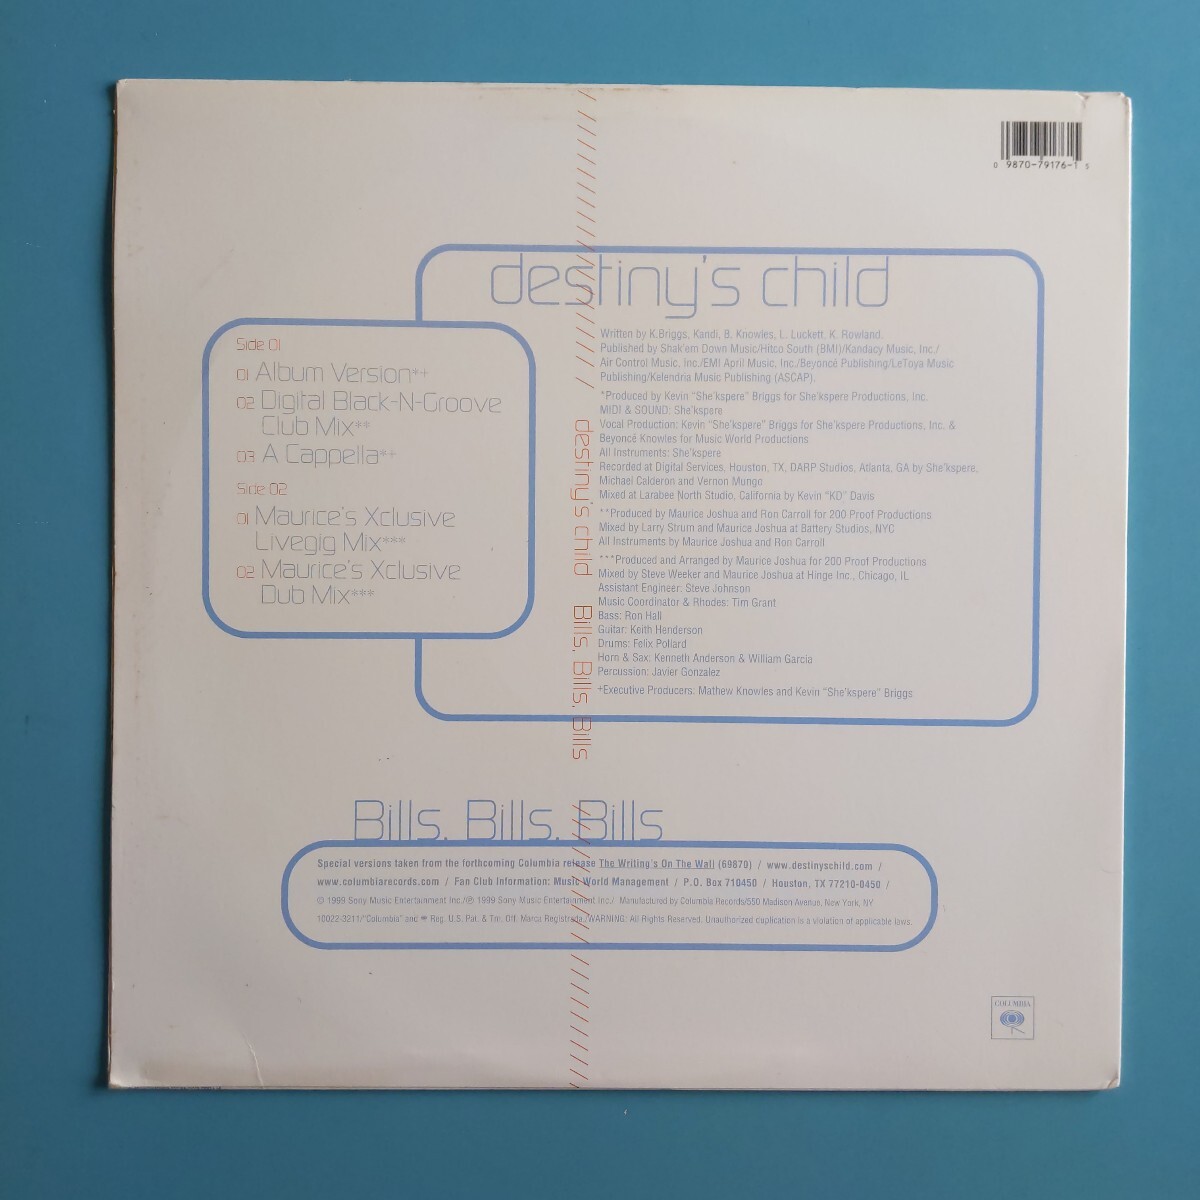 0 9870-79176-1 5
destiny's child
Side 01
01 Album Version*+
02 Digital Black-N-Groove
Club Mix**
03 A Cappella*+
Side 02
01 Maurice's Xclusive
Livegig Mix***
02 Maurice's Xclusive
Dub Mix***
Written by K.Briggs, Kandi, B. Knowles, L. Luckett, K. Rowland.
Published by Shak'em Down Music/Hitco South (BMI)/Kandacy Music, Inc./
Air Control Music, Inc./EMI April Music, Inc./Beyoncé Publishing/LeToya Music
Publishing/Kelendria Music Publishing (ASCAP).
*Produced by Kevin "She'kspere" Briggs for She'kspere Productions, Inc.
MIDI & SOUND: She'kspere
Vocal Production: Kevin "She'kspere" Briggs for She'kspere Productions, Inc. &
Beyoncé Knowles for Music World Productions
All Instruments: She'kspere
Recorded at Digital Services, Houston, TX, DARP Studios, Atlanta, GA by She'kspere,
Michael Calderon and Vernon Mungo
Mixed at Larabee North Studio, California by Kevin "KD" Davis
**Produced by Maurice Joshua and Ron Carroll for 200 Proof Productions
Mixed by Larry Strum and Maurice Joshua at Battery Studios, NYC
All Instruments by Maurice Joshua and Ron Carroll
***Produced and Arranged by Maurice Joshua for 200 Proof Productions
Mixed by Steve Weeker and Maurice Joshua at Hinge Inc., Chicago, IL
Assistant Engineer: Steve Johnson
Music Coordinator & Rhodes: Tim Grant
Bass: Ron Hall
Guitar: Keith Henderson
Drums: Felix Pollard
Horn & Sax: Kenneth Anderson & William Garcia
Percussion: Javier Gonzalez
+Executive Producers: Mathew Knowles and Kevin "She'kspere" Briggs
destiny's child Bills, Bills, Bills
Bills, Bills, Bills
Special versions taken from the forthcoming Columbia release The Writing's On The Wall (69870) / www.destinyschild.com /
www.columbiarecords.com / Fan Club Information: Music World Management / P.O. Box 710450 / Houston, TX 77210-0450 /
© 1999 Sony Music Entertainment Inc./℗ 1999 Sony Music Entertainment Inc./ Manufactured by Columbia Records/550 Madison Avenue, New York, NY
10022-3211/"Columbia" and Reg. U.S. Pat. & Tm. Off. Marca Registrada./WARNING: All Rights Reserved. Unauthorized duplication is a violation of applicable laws.
COLUMBIA